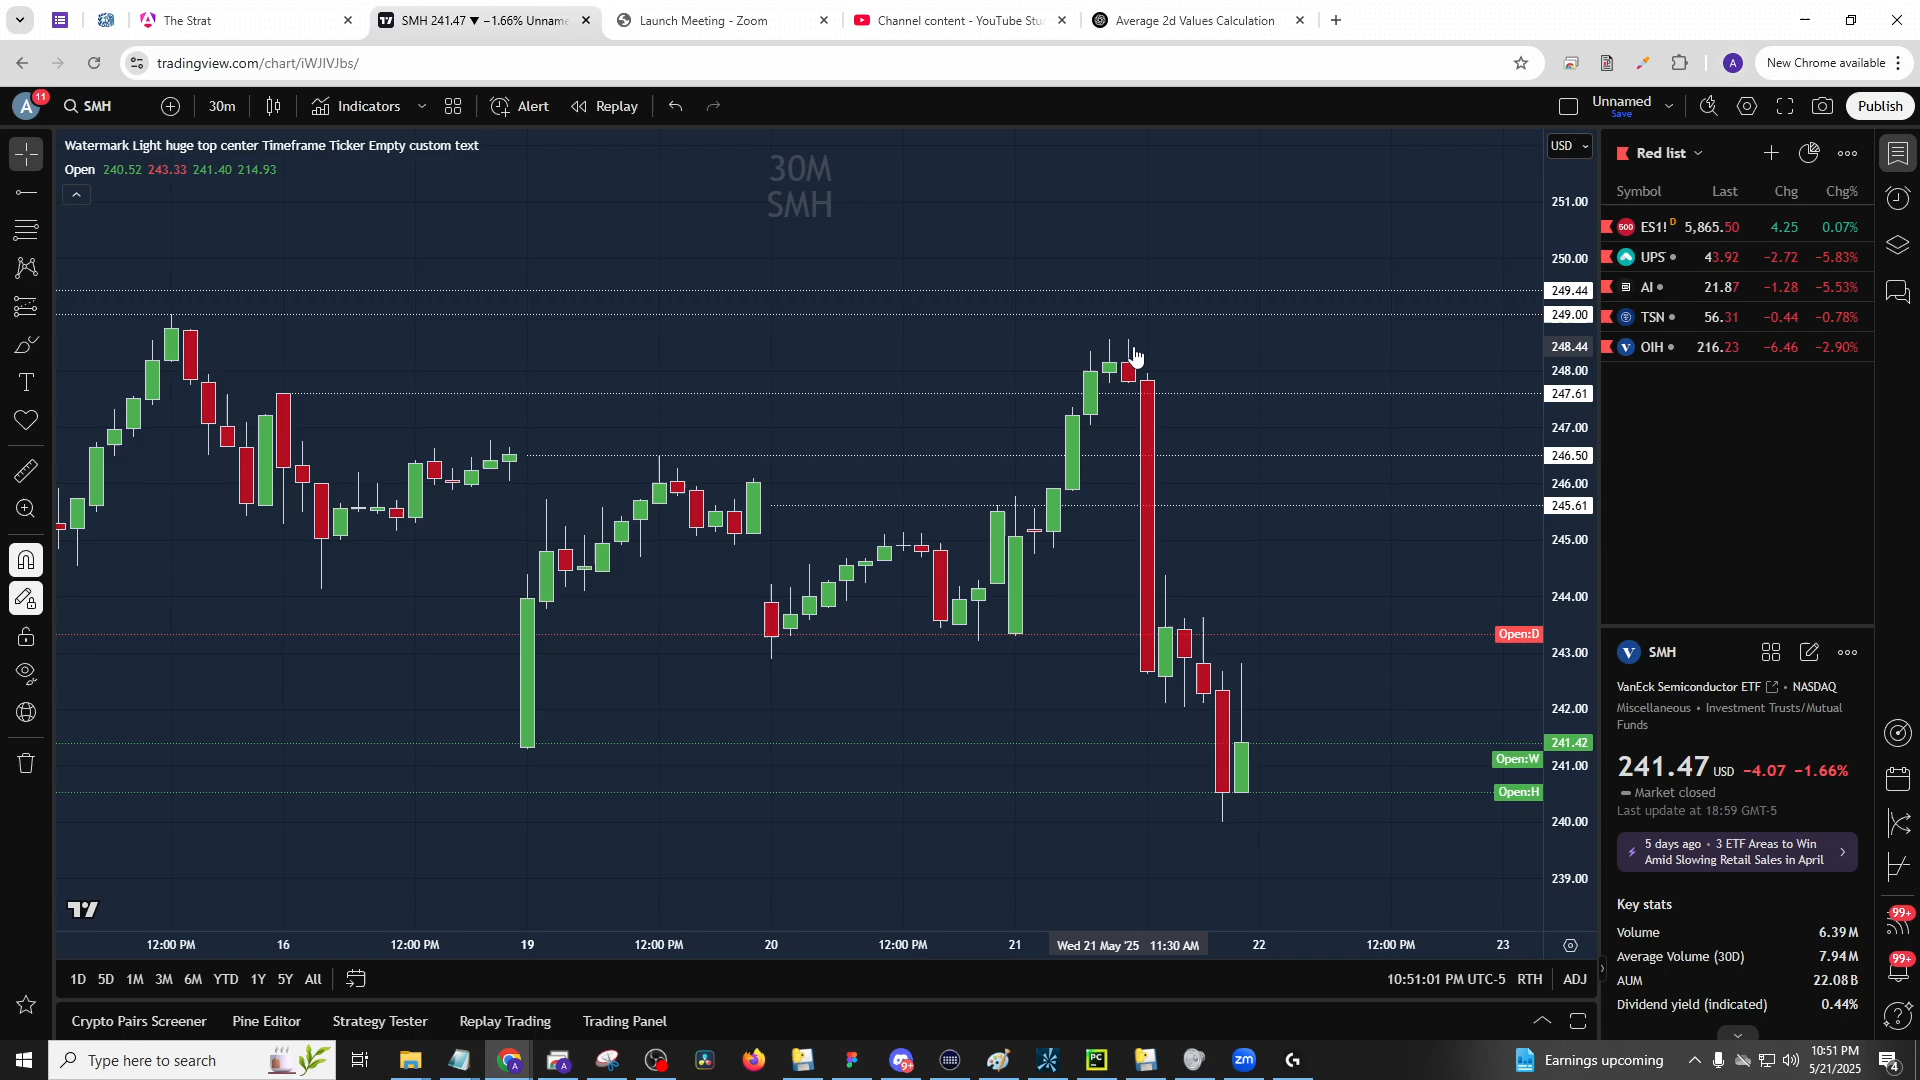 The Strat
SMH 241.47 ▼ −1.66% Unname
Launch Meeting - Zoom
Channel content - YouTube Stu
Average 2d Values Calculation
tradingview.com/chart/iWJIVJbs/
New Chrome available
A
11
SMH
30m
Indicators
Alert
Replay
Unnamed
Save
Publish
Watermark Light huge top center Timeframe Ticker Empty custom text
Open 240.52 243.33 241.40 214.93
30M
SMH
USD
251.00
250.00
249.44
249.00
248.44
248.00
247.61
247.00
246.50
246.00
245.61
245.00
244.00
Open:D
243.00
242.00
241.42
Open:W
241.00
Open:H
240.00
239.00
12:00 PM 16 12:00 PM 19 12:00 PM 20 12:00 PM 21 Wed 21 May '25 11:30 AM 22 12:00 PM 23
1D 5D 1M 3M 6M YTD 1Y 5Y All
10:51:01 PM UTC-5 RTH ADJ
Crypto Pairs Screener Pine Editor Strategy Tester Replay Trading Trading Panel
Red list
Symbol Last Chg Chg%
500 ES1! D 5,865.50 4.25 0.07%
UPS 43.92 −2.72 −5.83%
AI 21.87 −1.28 −5.53%
TSN 56.31 −0.44 −0.78%
OIH 216.23 −6.46 −2.90%
SMH
VanEck Semiconductor ETF • NASDAQ
Miscellaneous • Investment Trusts/Mutual
Funds
241.47 USD −4.07 −1.66%
Market closed
Last update at 18:59 GMT-5
5 days ago • 3 ETF Areas to Win
Amid Slowing Retail Sales in April
Key stats
Volume 6.39 M
Average Volume (30D) 7.94 M
AUM 22.08 B
Dividend yield (indicated) 0.44%
99+
99+
Type here to search
9+
PC
zm
Earnings upcoming
10:51 PM
5/21/2025
4